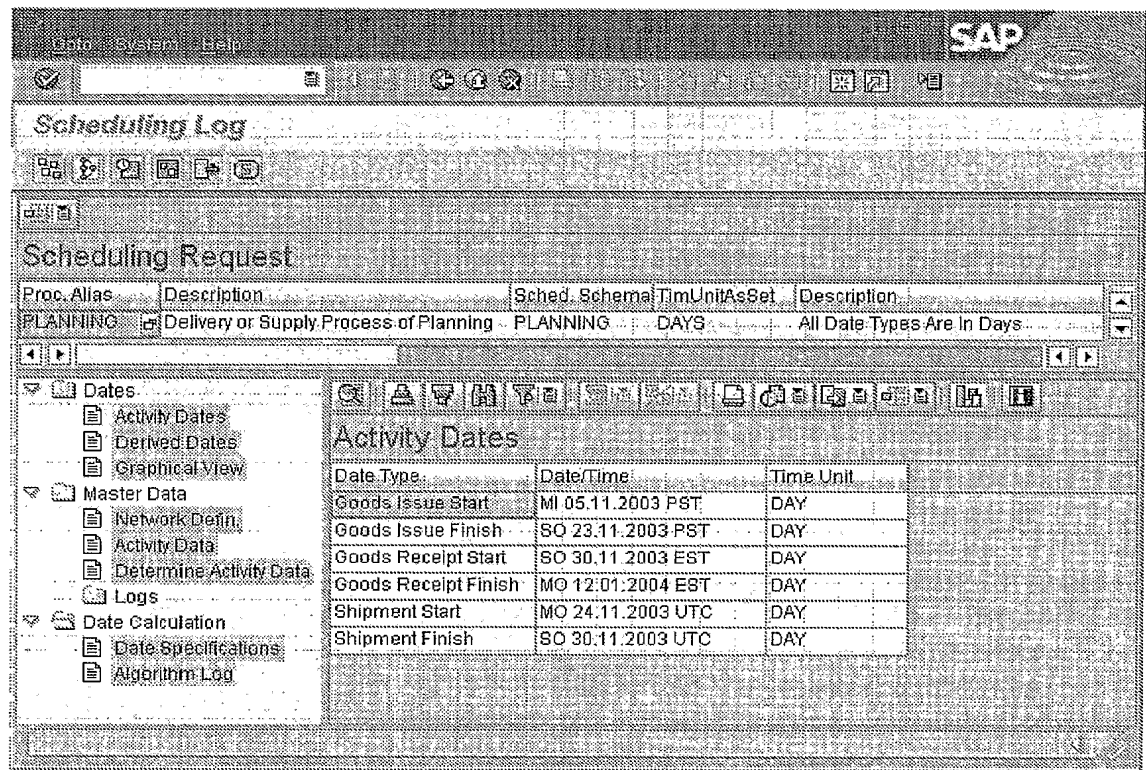 SAP
Goto System Help
Scheduling Log
Scheduling Request
Proc. Alias Description Sched. Schema TimUnitAsSet Description
PLANNING Delivery or Supply Process of Planning PLANNING DAYS All Date Types Are In Days
Dates
Activity Dates
Derived Dates
Graphical View
Master Data
Network Defin.
Activity Data
Determine Activity Data
Logs
Date Calculation
Date Specifications
Algorithm Log
Activity Dates
Date Type Date/Time Time Unit
Goods Issue Start MI 05.11.2003 PST DAY
Goods Issue Finish SO 23.11.2003 PST DAY
Goods Receipt Start SO 30.11.2003 EST DAY
Goods Receipt Finish MO 12.01.2004 EST DAY
Shipment Start MO 24.11.2003 UTC DAY
Shipment Finish SO 30.11.2003 UTC DAY